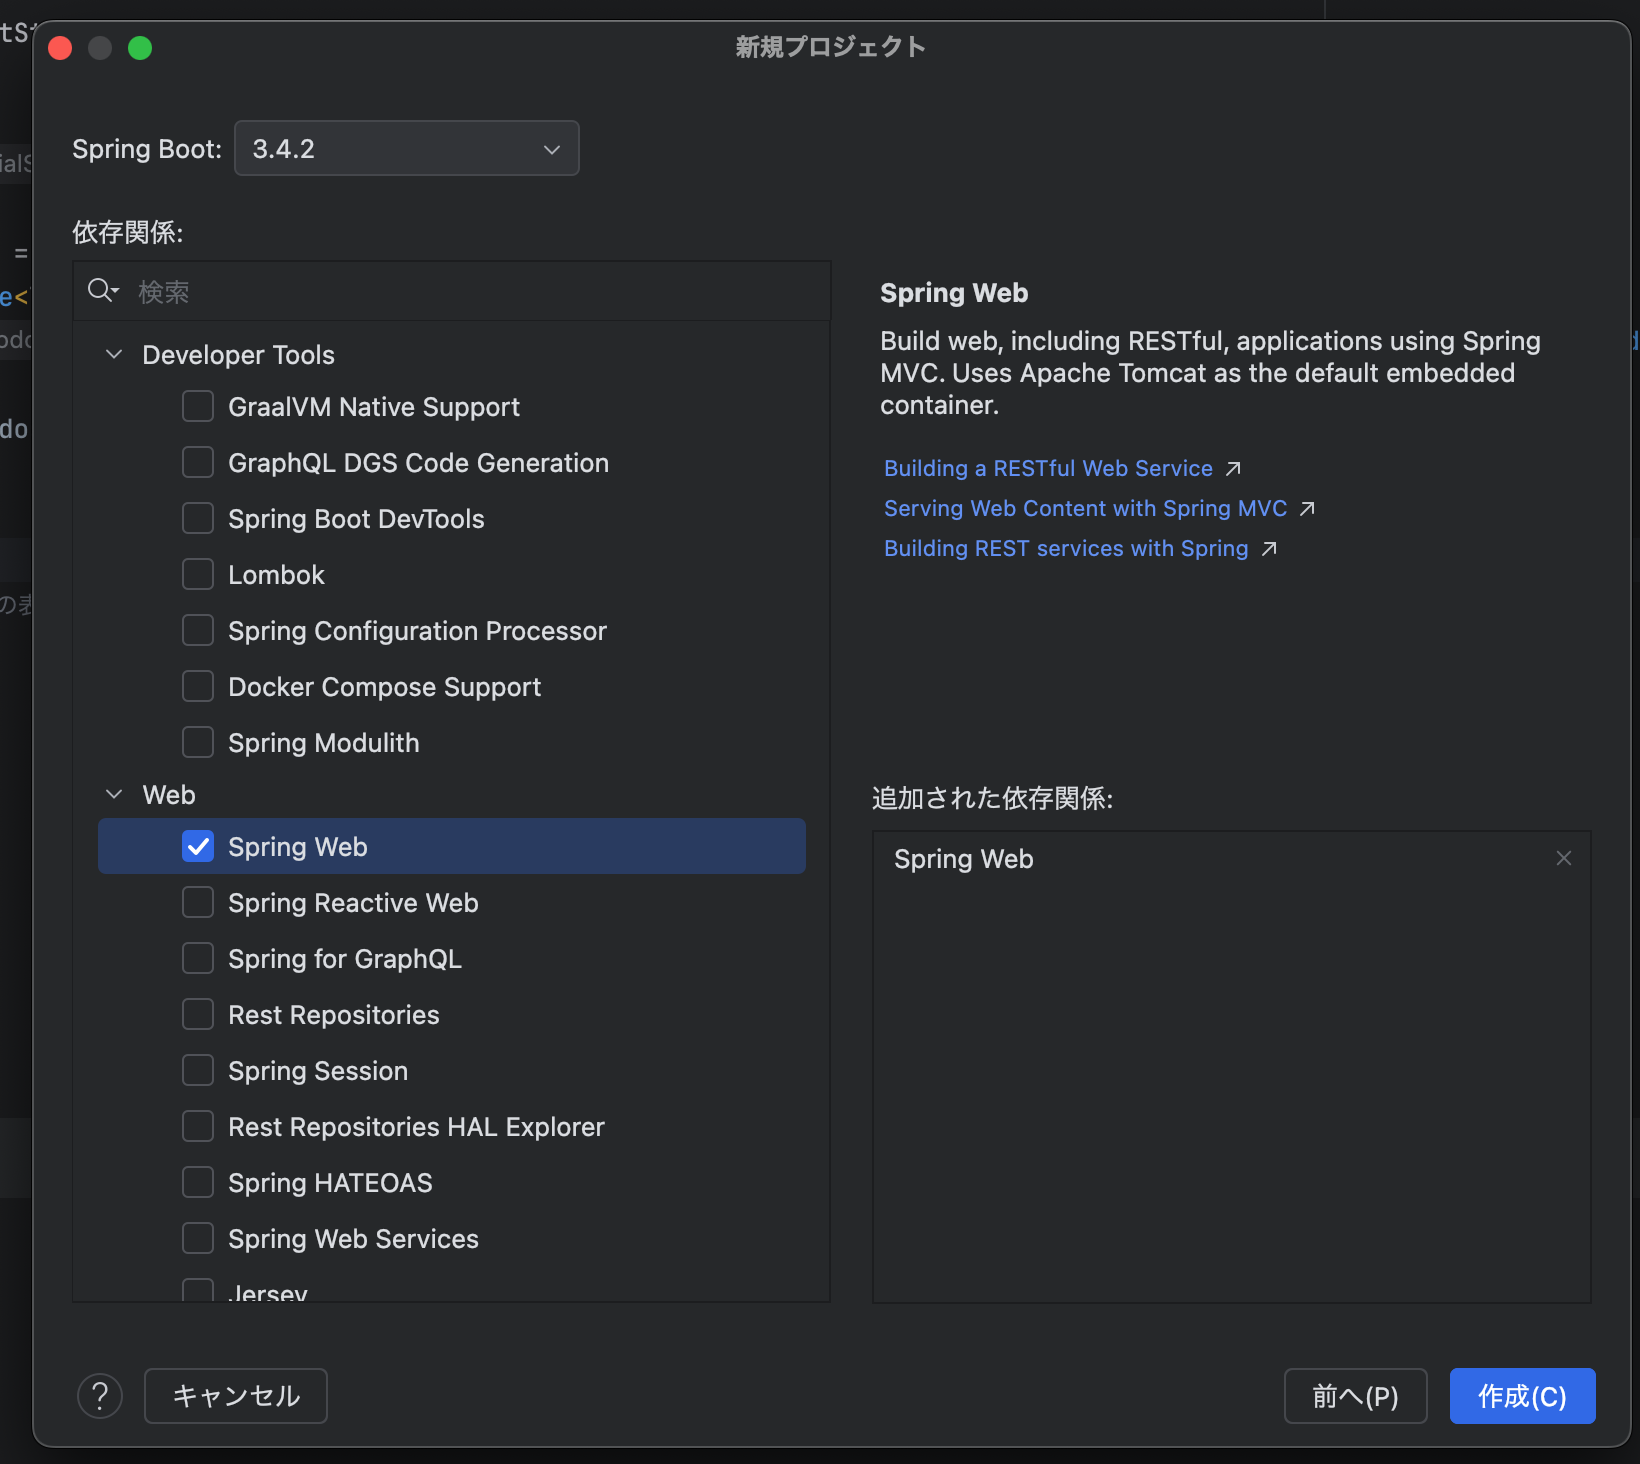 新規プロジェクト
Spring Boot: 3.4.2
依存関係:
検索
Developer Tools
GraalVM Native Support
GraphQL DGS Code Generation
Spring Boot DevTools
Lombok
Spring Configuration Processor
Docker Compose Support
Spring Modulith
Web
Spring Web
Spring Reactive Web
Spring for GraphQL
Rest Repositories
Spring Session
Rest Repositories HAL Explorer
Spring HATEOAS
Spring Web Services
Jersey
Spring Web
Build web, including RESTful, applications using Spring
MVC. Uses Apache Tomcat as the default embedded
container.
Building a RESTful Web Service ↗
Serving Web Content with Spring MVC ↗
Building REST services with Spring ↗
追加された依存関係:
Spring Web
?
キャンセル
前へ(P)
作成(C)